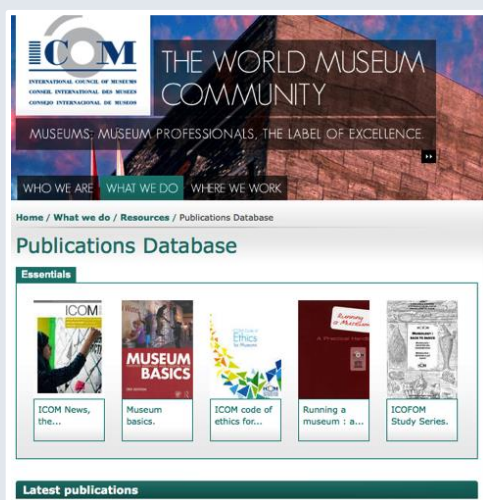 ICOM
INTERNATIONAL COUNCIL OF MUSEUMS
CONSEIL INTERNATIONAL DES MUSEES
CONSEJO INTERNACIONAL DE MUSEOS
THE WORLD MUSEUM
COMMUNITY
MUSEUMS, MUSEUM PROFESSIONALS, THE LABEL OF EXCELLENCE.
WHO WE ARE
WHAT WE DO
WHERE WE WORK
Home / What we do / Resources / Publications Database
Publications Database
Essentials
ICOM
MUSEUM
BASICS
Ethics
for Museums
Running
a Museum
A Practical Handbook
ICOM News,
the...
Museum
basics.
ICOM code of
ethics for...
Running a
museum : a...
ICOFOM
Study Series.
Latest publications